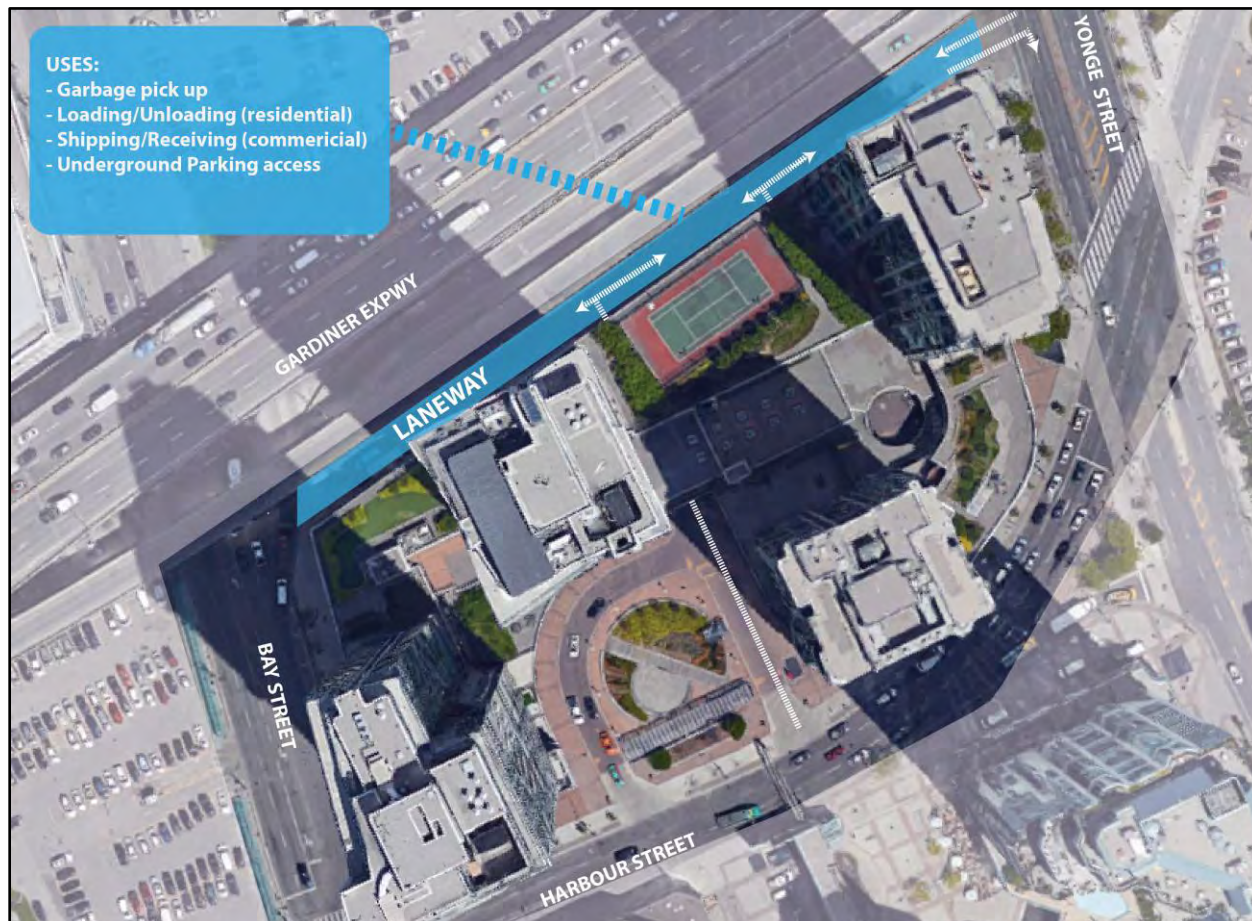 USES:
- Garbage pick up
- Loading/Unloading (residential)
- Shipping/Receiving (commericial)
- Underground Parking access
YONGE STREET
GARDINER EXPWY
LANEWAY
BAY STREET
HARBOUR STREET